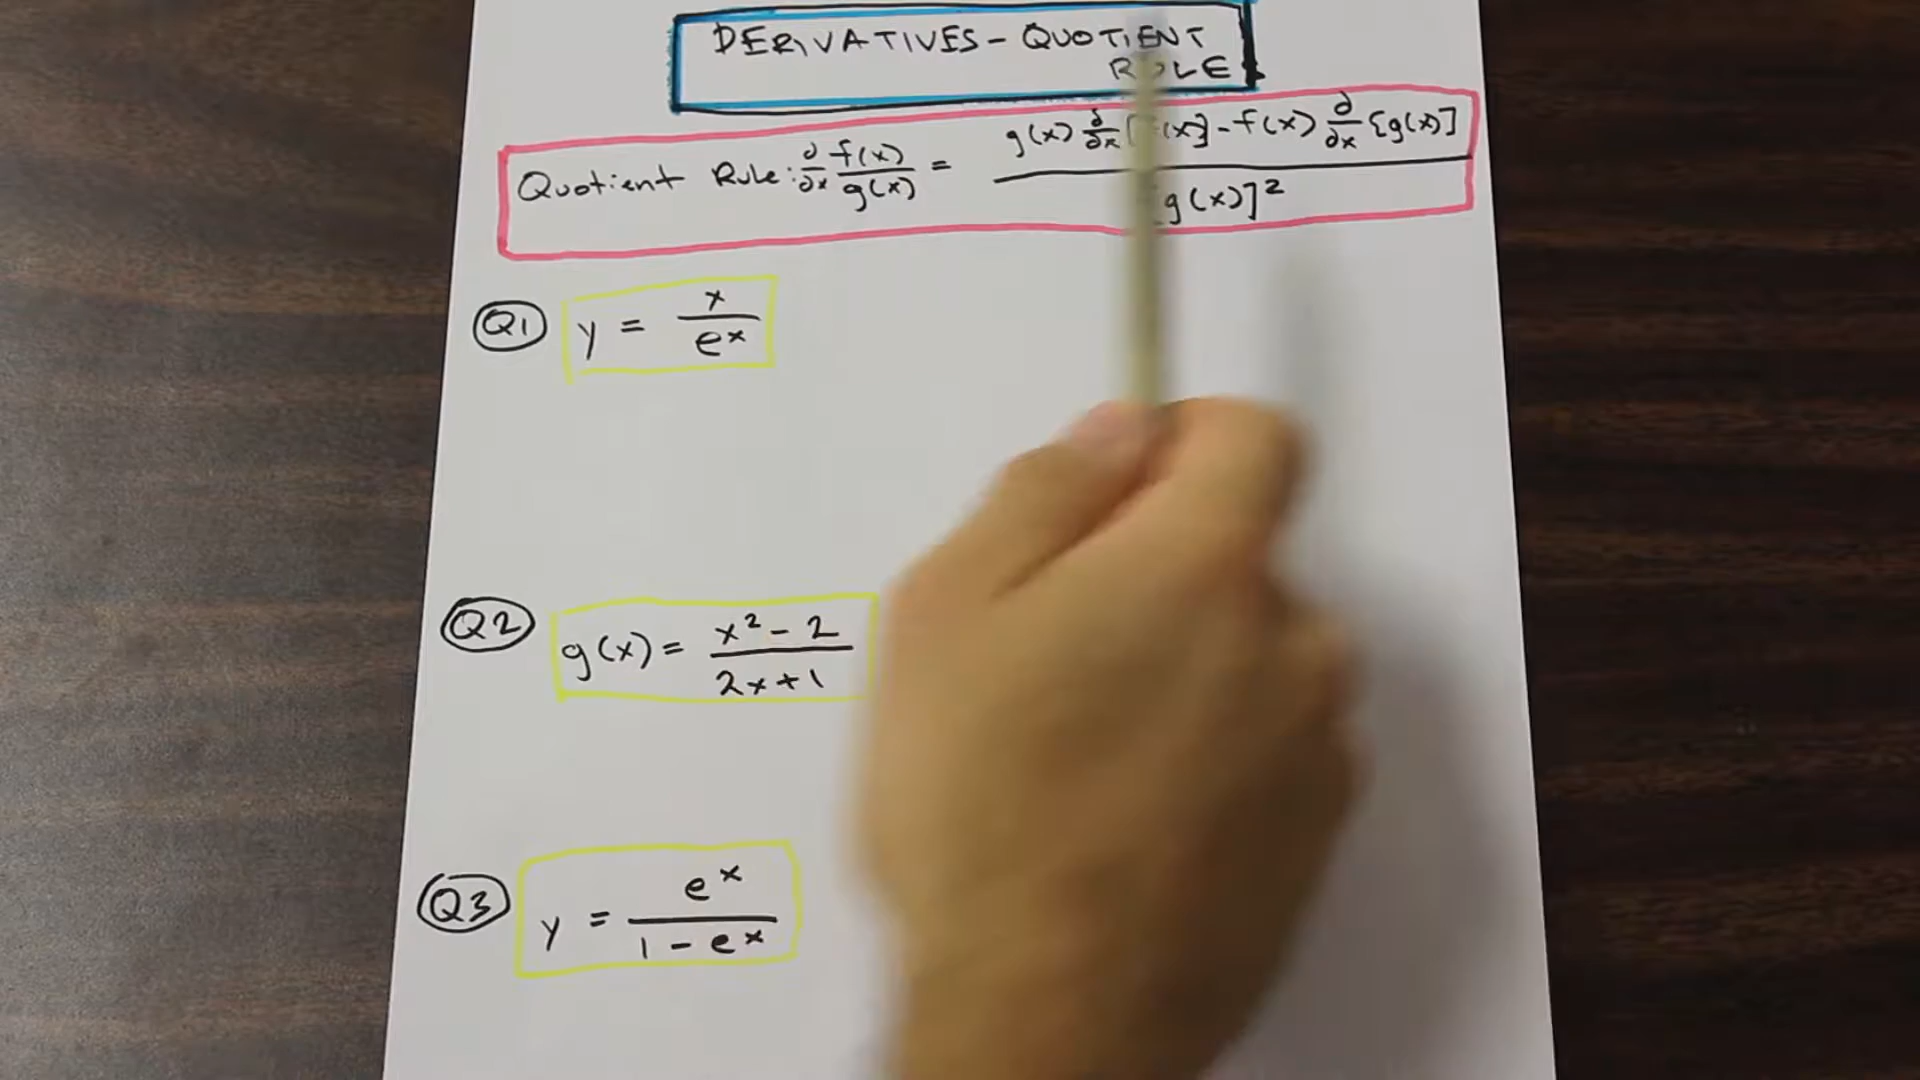 DERIVATIVES - QUOTIENT
RULE
Quotient Rule: ∂/∂x f(x)/g(x) = g(x) ∂/∂x [f(x)] - f(x) ∂/∂x [g(x)] / [g(x)]²
Q1 y = x/eˣ
Q2 g(x) = x² - 2 / 2x + 1
Q3 y = eˣ / 1 - eˣ